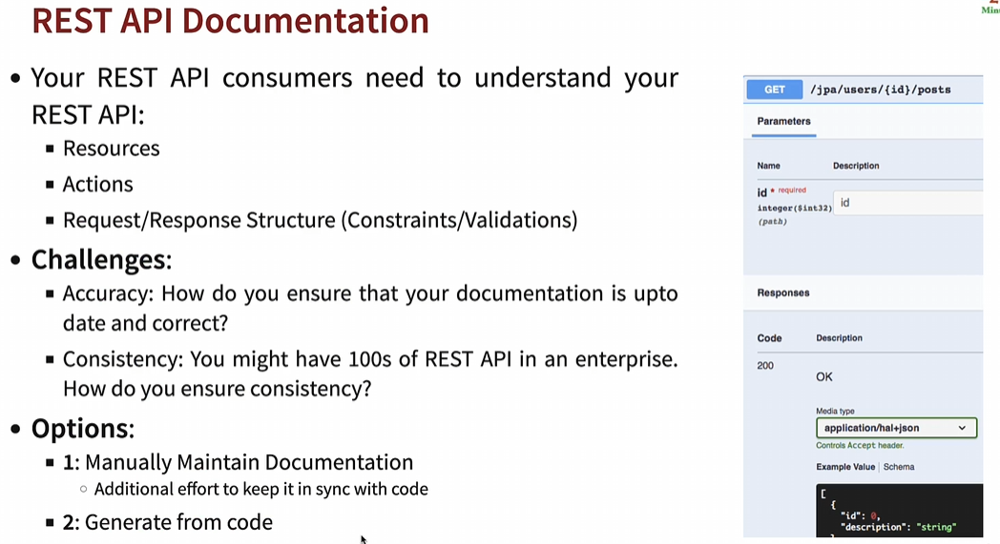 REST API Documentation
• Your REST API consumers need to understand your
REST API:
▪ Resources
▪ Actions
▪ Request/Response Structure (Constraints/Validations)
• Challenges:
▪ Accuracy: How do you ensure that your documentation is upto
date and correct?
▪ Consistency: You might have 100s of REST API in an enterprise.
How do you ensure consistency?
• Options:
▪ 1: Manually Maintain Documentation
○ Additional effort to keep it in sync with code
▪ 2: Generate from code
GET /jpa/users/{id}/posts
Parameters
Name Description
id * required
integer($int32)
(path)
id
Responses
Code Description
200
OK
Media type
application/hal+json
Controls Accept header.
Example Value | Schema
[
{
"id": 0,
"description": "string"